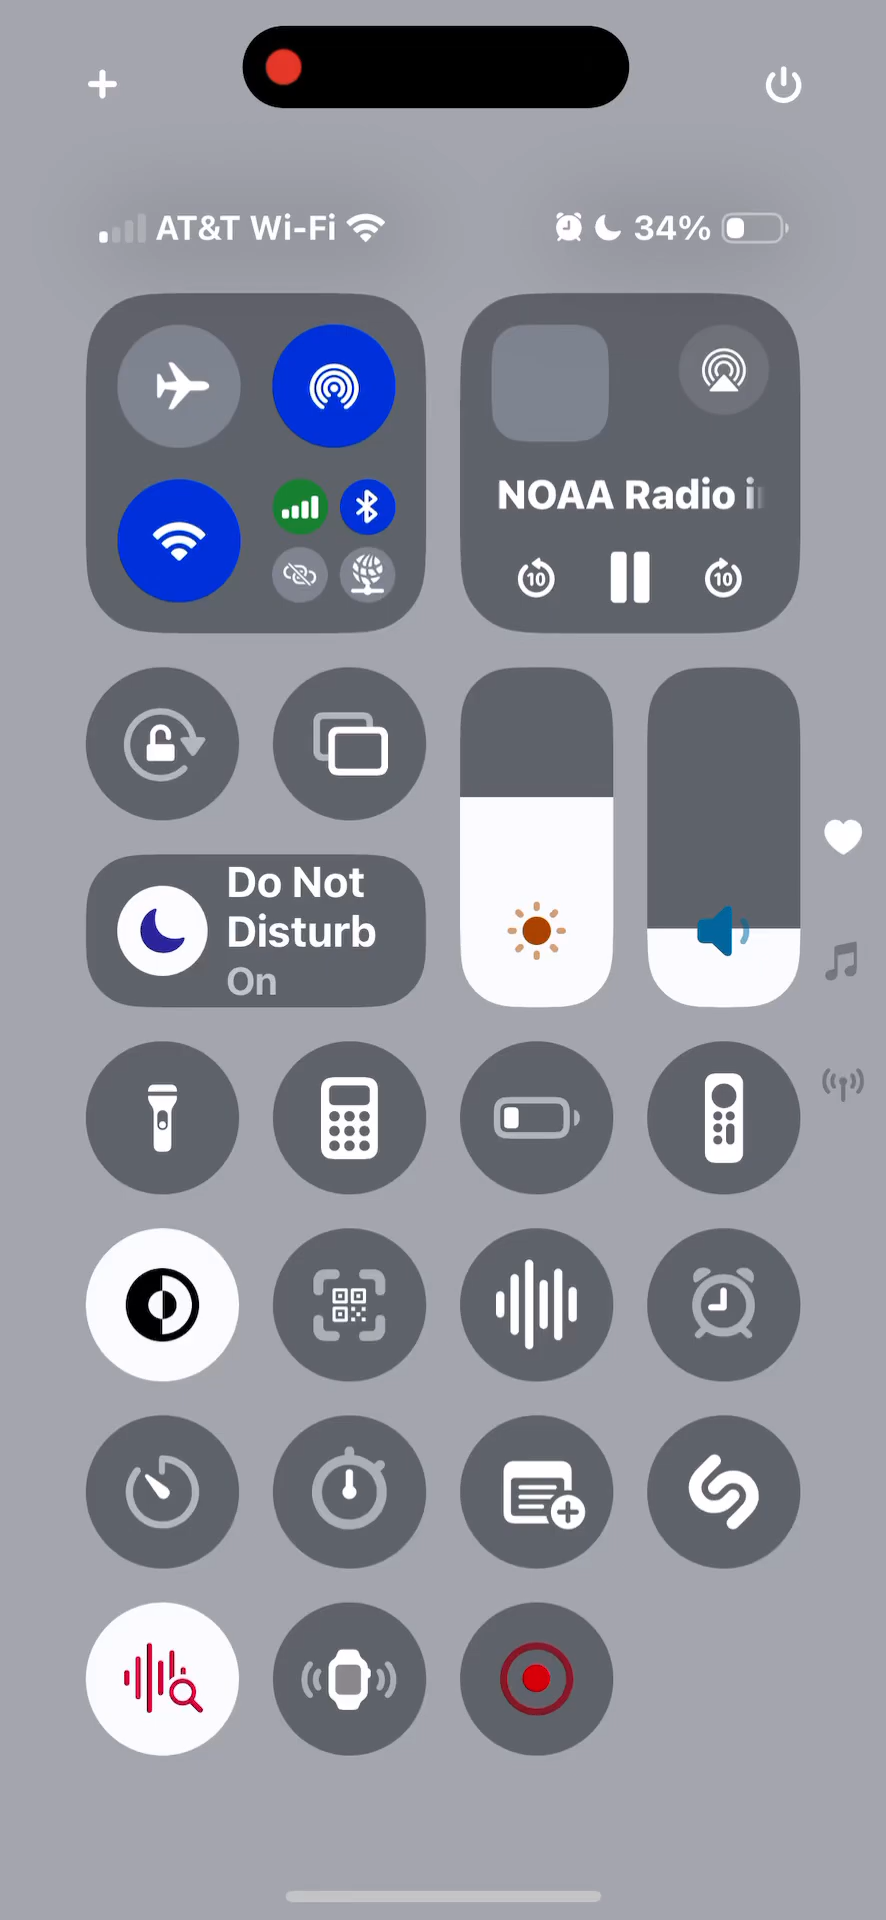 AT&T Wi-Fi
34%
NOAA Radio
10
10
Do Not
Disturb
On